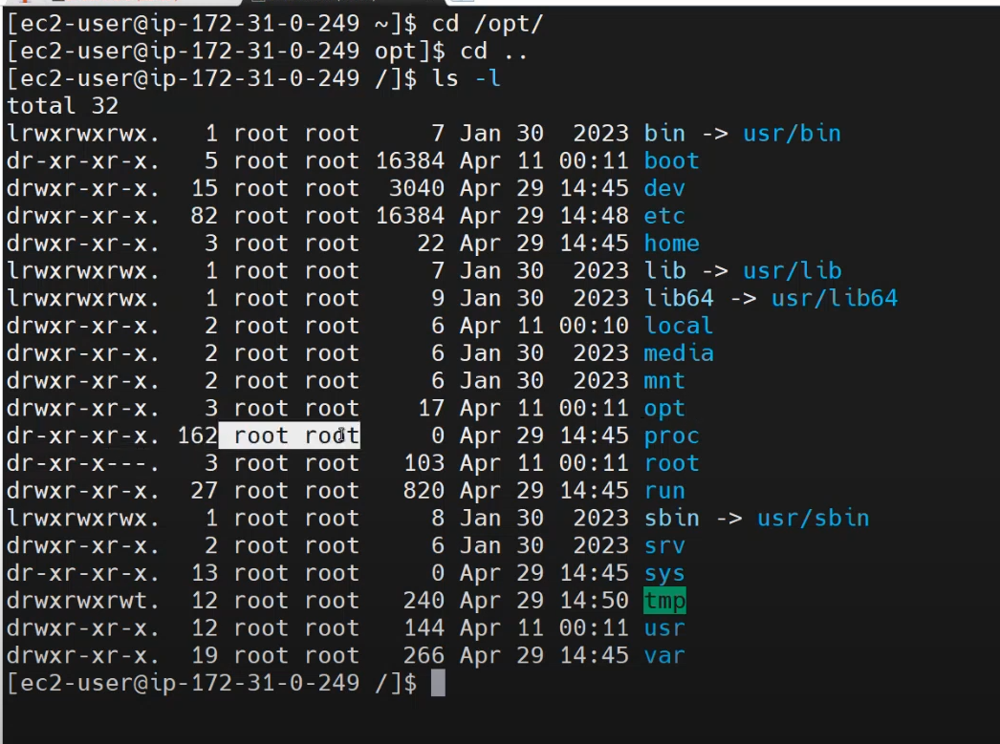 [ec2-user@ip-172-31-0-249 ~]$ cd /opt/
[ec2-user@ip-172-31-0-249 opt]$ cd ..
[ec2-user@ip-172-31-0-249 /]$ ls -l
total 32
lrwxrwxrwx.   1 root root     7 Jan 30  2023 bin -> usr/bin
dr-xr-xr-x.   5 root root 16384 Apr 11 00:11 boot
drwxr-xr-x.  15 root root  3040 Apr 29 14:45 dev
drwxr-xr-x.  82 root root 16384 Apr 29 14:48 etc
drwxr-xr-x.   3 root root    22 Apr 29 14:45 home
lrwxrwxrwx.   1 root root     7 Jan 30  2023 lib -> usr/lib
lrwxrwxrwx.   1 root root     9 Jan 30  2023 lib64 -> usr/lib64
drwxr-xr-x.   2 root root     6 Apr 11 00:10 local
drwxr-xr-x.   2 root root     6 Jan 30  2023 media
drwxr-xr-x.   2 root root     6 Jan 30  2023 mnt
drwxr-xr-x.   3 root root    17 Apr 11 00:11 opt
dr-xr-xr-x. 162 root root     0 Apr 29 14:45 proc
dr-xr-x---.   3 root root   103 Apr 11 00:11 root
drwxr-xr-x.  27 root root   820 Apr 29 14:45 run
lrwxrwxrwx.   1 root root     8 Jan 30  2023 sbin -> usr/sbin
drwxr-xr-x.   2 root root     6 Jan 30  2023 srv
dr-xr-xr-x.  13 root root     0 Apr 29 14:45 sys
drwxrwxrwt.  12 root root   240 Apr 29 14:50 tmp
drwxr-xr-x.  12 root root   144 Apr 11 00:11 usr
drwxr-xr-x.  19 root root   266 Apr 29 14:45 var
[ec2-user@ip-172-31-0-249 /]$